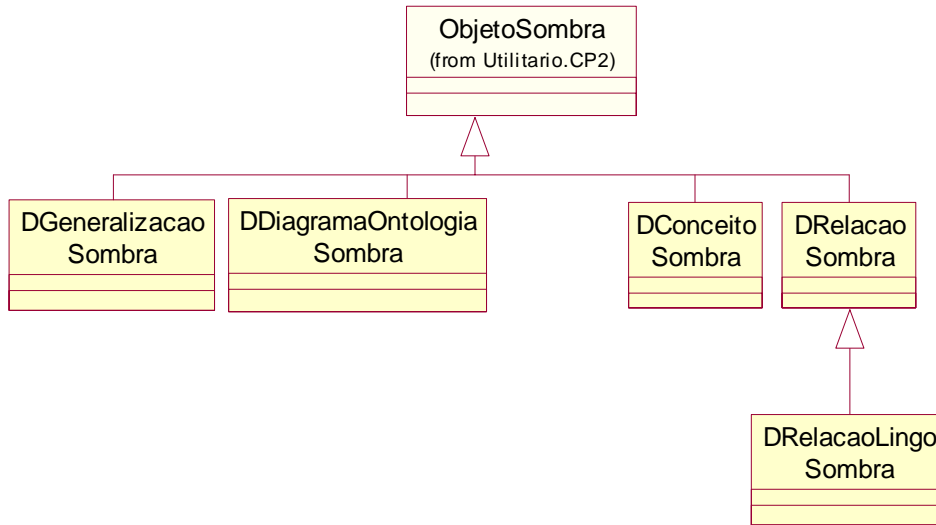 ObjetoSombra
(from Utilitario.CP2)
DGeneralizacao
Sombra
DDiagramaOntologia
Sombra
DConceito
Sombra
DRelacao
Sombra
DRelacaoLingo
Sombra